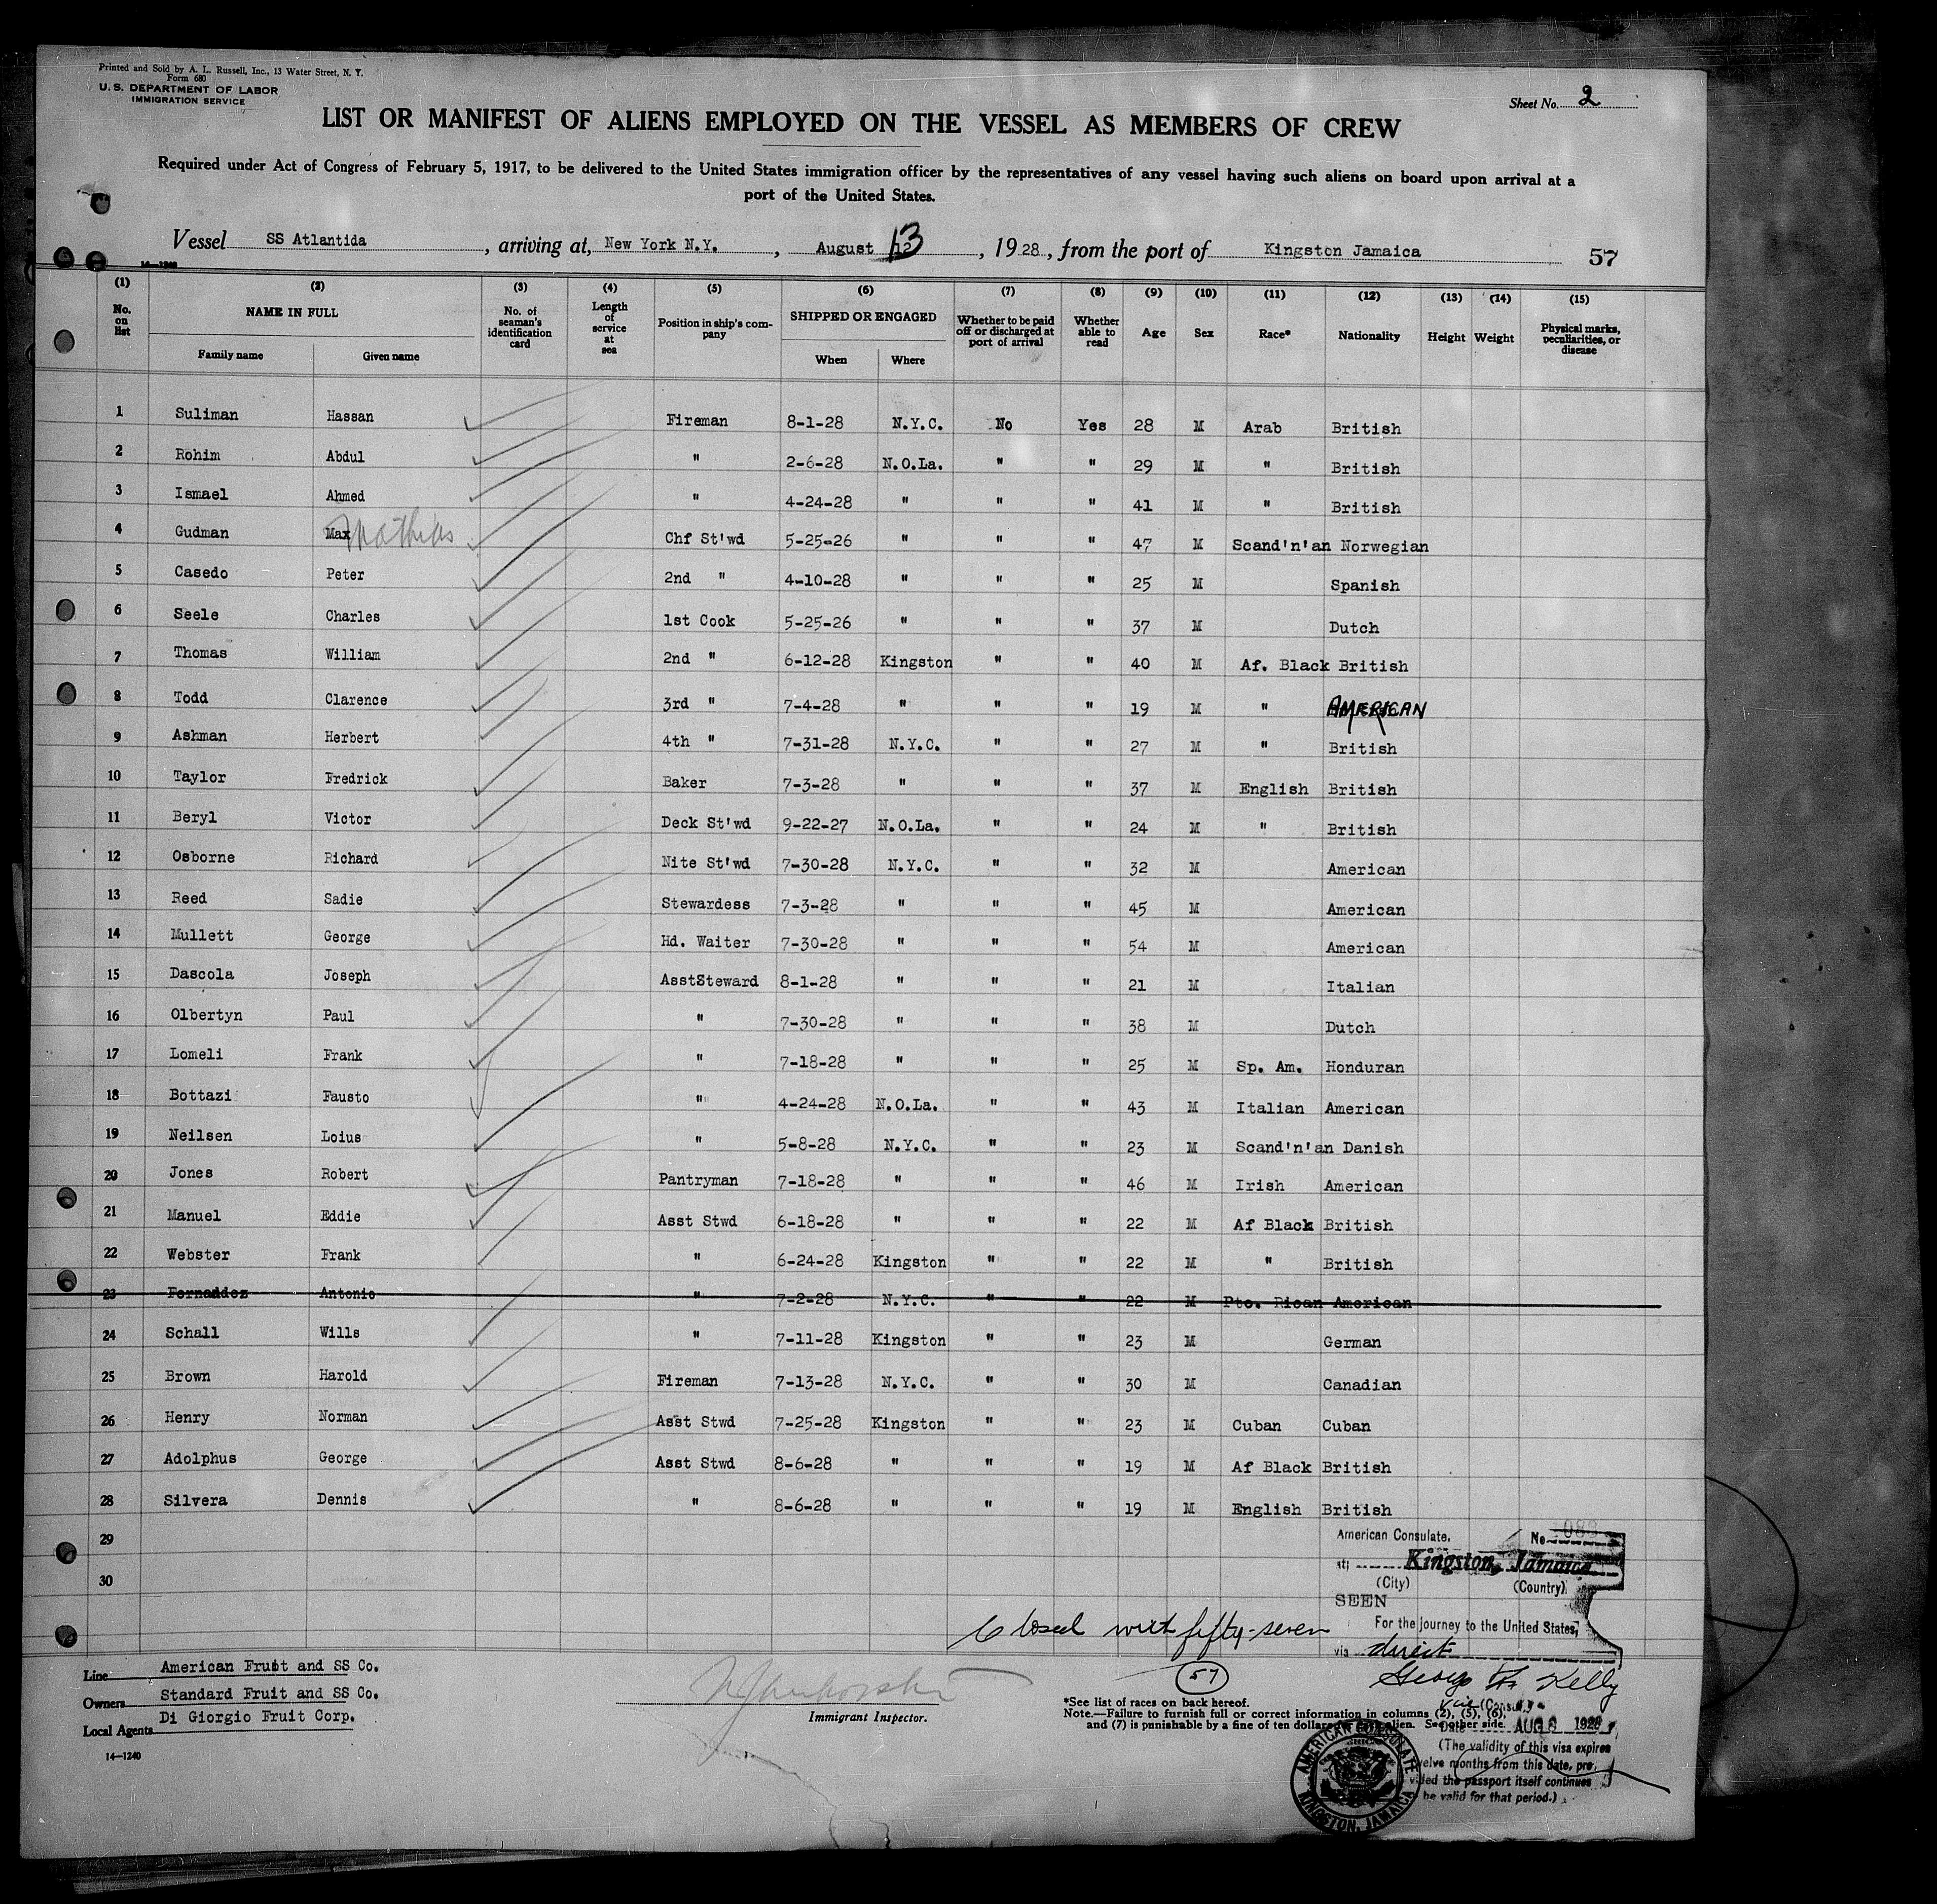 Printed and Sold by A. L. Russell, Inc., 13 Water Street, N. Y.
Form 680
U. S. DEPARTMENT OF LABOR
IMMIGRATION SERVICE
Sheet No. 2
LIST OR MANIFEST OF ALIENS EMPLOYED ON THE VESSEL AS MEMBERS OF CREW
Required under Act of Congress of February 5, 1917, to be delivered to the United States immigration officer by the representatives of any vessel having such aliens on board upon arrival at a
port of the United States.
Vessel SS Atlantida, arriving at, New York N.Y., August 13, 1928, from the port of Kingston Jamaica 57
14-1240
(1) (2) (3) (4) (5) (6) (7) (8) (9) (10) (11) (12) (13) (14) (15)
No. on list NAME IN FULL Family name Given name No. of seaman's identification card Length of service at sea Position in ship's company SHIPPED OR ENGAGED When Where Whether to be paid off or discharged at port of arrival Whether able to read Age Sex Race* Nationality Height Weight Physical marks, peculiarities, or disease
1 Suliman Hassan Fireman 8-1-28 N.Y.C. No Yes 28 M Arab British
2 Rohim Abdul " 2-6-28 N.O.La. " " 29 M " British
3 Ismael Ahmed " 4-24-28 " " " 41 M " British
4 Gudman Max Mathias Chf St'wd 5-25-26 " " " 47 M Scand'n'an Norwegian
5 Casedo Peter 2nd " 4-10-28 " " " 25 M Spanish
6 Seele Charles 1st Cook 5-25-26 " " " 37 M Dutch
7 Thomas William 2nd " 6-12-28 Kingston " " 40 M Af. Black British
8 Todd Clarence 3rd " 7-4-28 " " " 19 M " AMERICAN
9 Ashman Herbert 4th " 7-31-28 N.Y.C. " " 27 M " British
10 Taylor Fredrick Baker 7-3-28 " " " 37 M English British
11 Beryl Victor Deck St'wd 9-22-27 N.O.La. " " 24 M " British
12 Osborne Richard Nite St'wd 7-30-28 N.Y.C. " " 32 M American
13 Reed Sadie Stewardess 7-3-28 " " " 45 M American
14 Mullett George Hd. Waiter 7-30-28 " " " 54 M American
15 Dascola Joseph AsstSteward 8-1-28 " " " 21 M Italian
16 Olbertyn Paul " 7-30-28 " " " 38 M Dutch
17 Lomeli Frank " 7-18-28 " " " 25 M Sp. Am. Honduran
18 Bottazi Fausto " 4-24-28 N.O.La. " " 43 M Italian American
19 Neilsen Loius " 5-8-28 N.Y.C. " " 23 M Scand'n'an Danish
20 Jones Robert Pantryman 7-18-28 " " " 46 M Irish American
21 Manuel Eddie Asst Stwd 6-18-28 " " " 22 M Af Black British
22 Webster Frank " 6-24-28 Kingston " " 22 M " British
23 Fernaddez Antonio " 7-2-28 N.Y.C. " " 22 M Pto. Rican American
24 Schall Wills " 7-11-28 Kingston " " 23 M German
25 Brown Harold Fireman 7-13-28 N.Y.C. " " 30 M Canadian
26 Henry Norman Asst Stwd 7-25-28 Kingston " " 23 M Cuban Cuban
27 Adolphus George Asst Stwd 8-6-28 " " " 19 M Af Black British
28 Silvera Dennis " 8-6-28 " " " 19 M English British
29
30
American Consulate. No
at Kingston, Jamaica
(City) (Country)
SEEN
For the journey to the United States,
via direct
Closed with fifty-seven
57
George Kelly
Vice (Consul)
Date AUG 1928
(The validity of this visa expires
twelve months from this date, pro-
vided the passport itself continues
be valid for that period.)
Line American Fruit and SS Co.
Owners Standard Fruit and SS Co.
Local Agents Di Giorgio Fruit Corp.
14—1240
Immigrant Inspector.
*See list of races on back hereof.
Note.—Failure to furnish full or correct information in columns (2), (5), (6),
and (7) is punishable by a fine of ten dollars alien. See other side.
AMERICAN CONSULATE
KINGSTON, JAMAICA